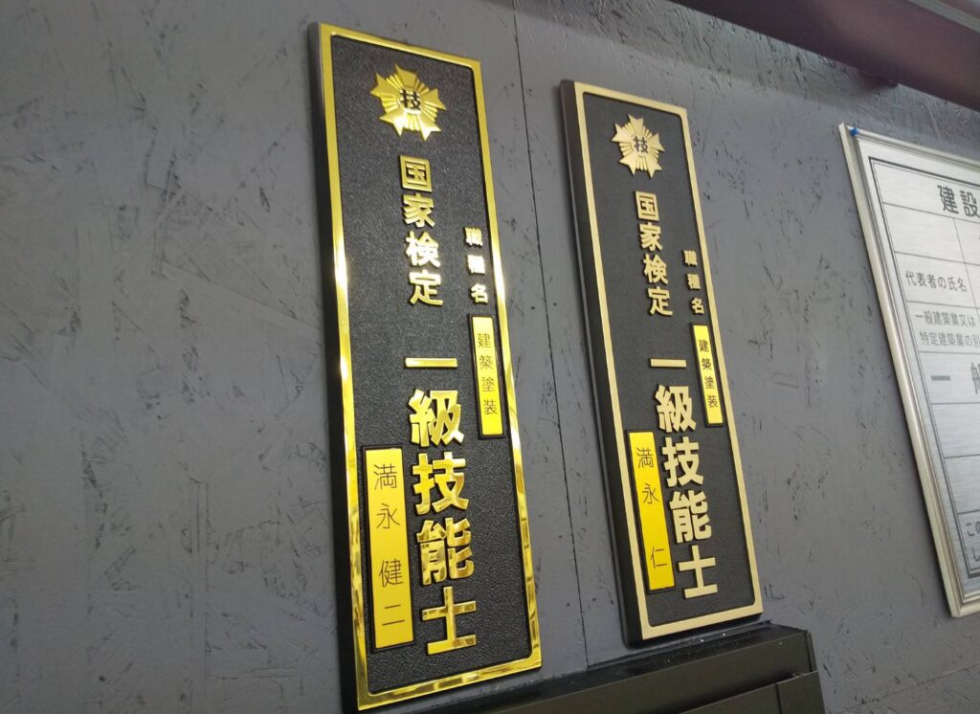 技
国家検定 一級技能士
職種名
建築塗装
満永 健二
技
国家検定 一級技能士
職種名
建築塗装
満永 仁
建設
代表者の氏名
一般建築業又は
特定建築業の別
一